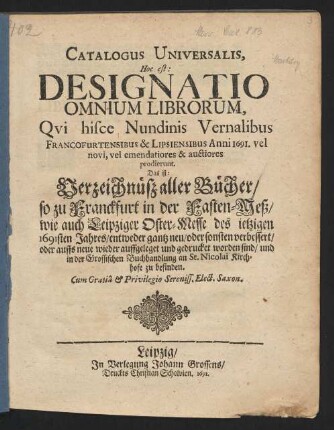 CATALOGUS UNIVERSALIS,
Hoc est:
DESIGNATIO
OMNIUM LIBRORUM,
Qvi hisce Nundinis Vernalibus
FRANCOFURTENSIBUS & LIPSIENSIBUS Anni 1691. vel
novi, vel emendatiores & auctiores
prodierunt.
Das ist:
Verzeichnüß aller Bücher/
so zu Franckfurt in der Fasten-Meß/
wie auch Leipziger Oster-Messe des ietzigen
1691sten Jahres/entweder gantz neu/oder sonsten verbessert/
oder auffs neue wieder auffgeleget und gedrucket worden sind/ und
in der Grossischen Buchhandlung an St. Nicolai Kirch-
hofe zu befinden.
Cum Gratiâ & Privilegio Sereniss. Elect. Saxon.
Leipzig/
In Verlegung Johann Grossens/
Druckts Christian Scholvien, 1691.